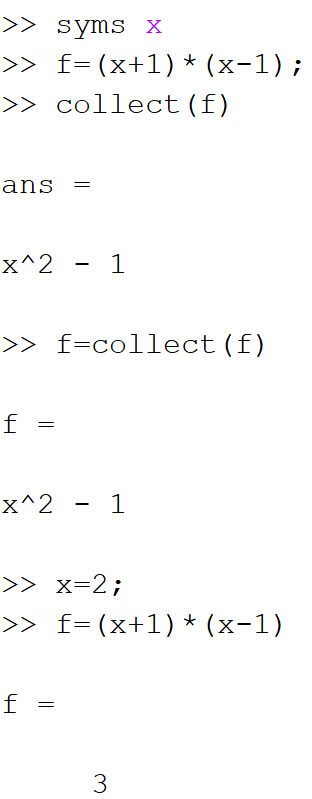 >> syms x
>> f=(x+1)*(x-1);
>> collect(f)
ans =
x^2 - 1
>> f=collect(f)
f =
x^2 - 1
>> x=2;
>> f=(x+1)*(x-1)
f =
3